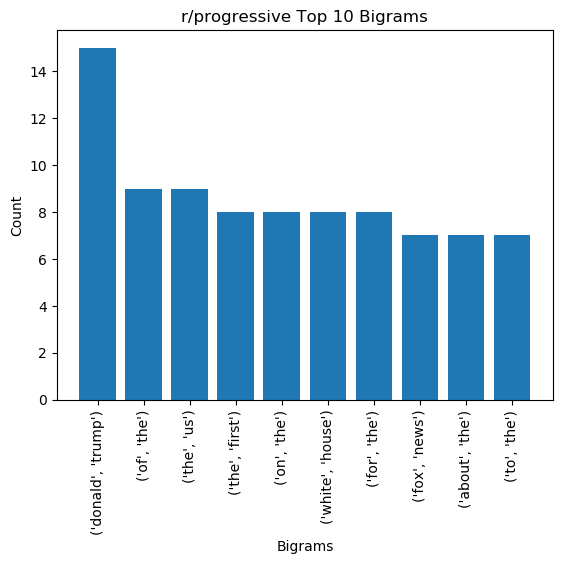 r/progressive Top 10 Bigrams
Count
14
12
10
8
6
4
2
0
('donald', 'trump')
('of', 'the')
('the', 'us')
('the', 'first')
('on', 'the')
('white', 'house')
('for', 'the')
('fox', 'news')
('about', 'the')
('to', 'the')
Bigrams